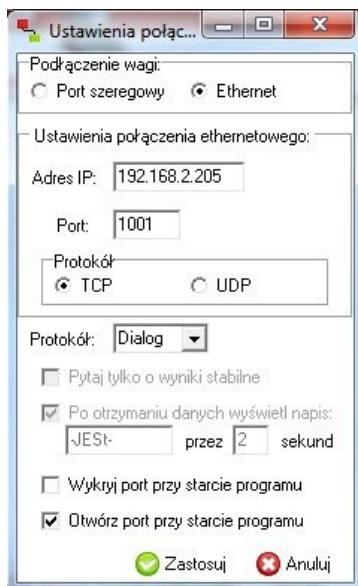 Ustawienia połąc...
Podłączenie wagi:
Port szeregowy Ethernet
Ustawienia połączenia ethernetowego:
Adres IP: 192.168.2.205
Port: 1001
Protokół
TCP UDP
Protokół: Dialog
Pytaj tylko o wyniki stabilne
Po otrzymaniu danych wyświetl napis:
-JESt- przez 2 sekund
Wykryj port przy starcie programu
Otwórz port przy starcie programu
Zastosuj Anuluj